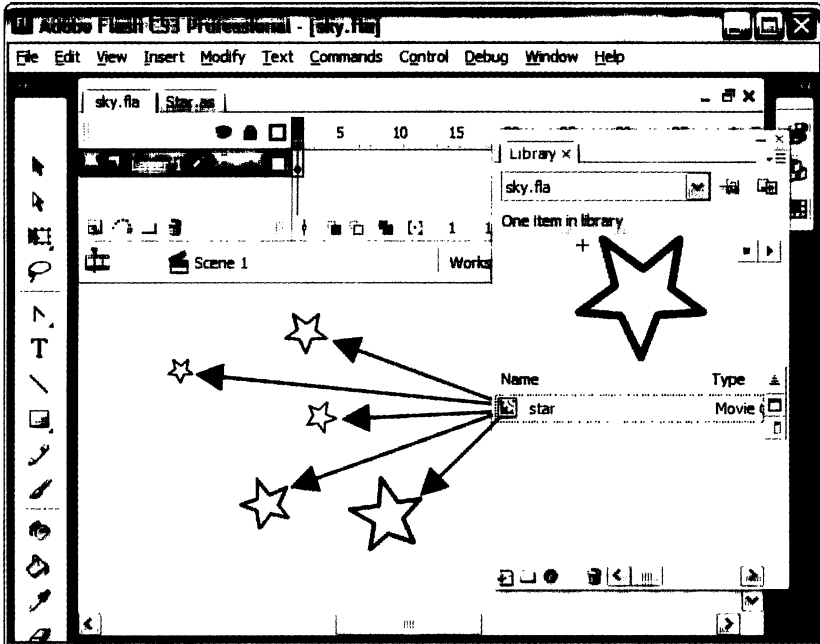 Adobe Flash CS3 Professional - [sky.fla]
File Edit View Insert Modify Text Commands Control Debug Window Help
sky.fla Star.as
5 10 15
Library
sky.fla
One item in library
1
Scene 1
Works
Name Type
star Movie
T